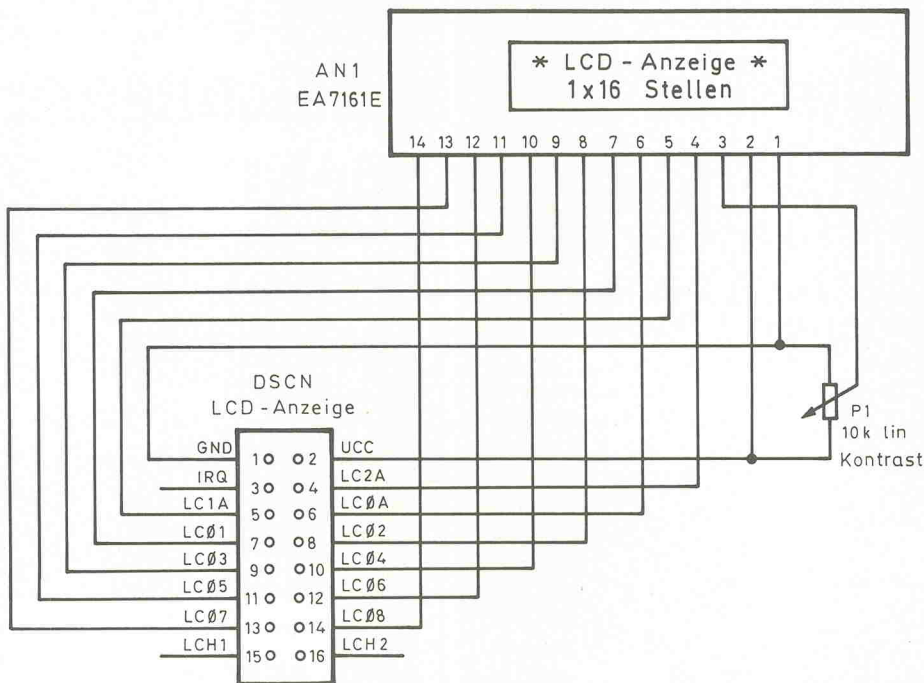 AN1
EA7161E
* LCD-Anzeige *
1x16 Stellen
14 13 12 11 10 9 8 7 6 5 4 3 2 1
DSCN
LCD-Anzeige
P1
10k lin
Kontrast
GND 1 2 UCC
IRQ 3 4 LC2A
LC1A 5 6 LCØA
LCØ1 7 8 LCØ2
LCØ3 9 10 LCØ4
LCØ5 11 12 LCØ6
LCØ7 13 14 LCØ8
LCH1 15 16 LCH2